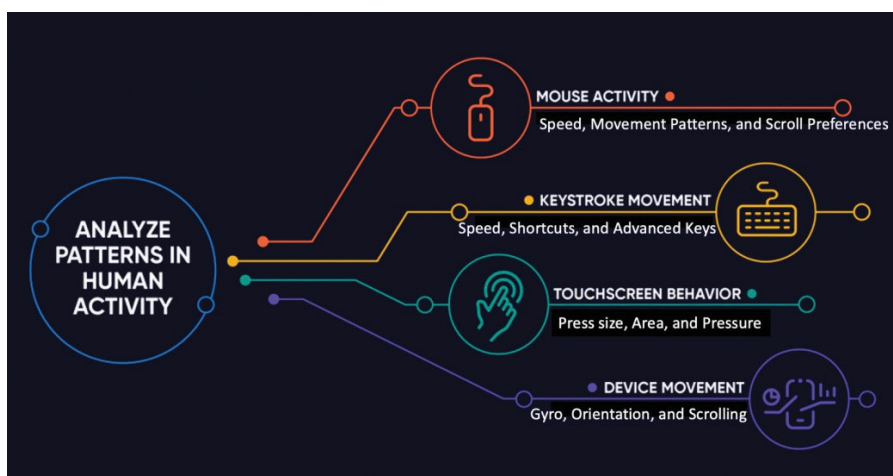 ANALYZE
PATTERNS IN
HUMAN
ACTIVITY
MOUSE ACTIVITY
Speed, Movement Patterns, and Scroll Preferences
KEYSTROKE MOVEMENT
Speed, Shortcuts, and Advanced Keys
TOUCHSCREEN BEHAVIOR
Press size, Area, and Pressure
DEVICE MOVEMENT
Gyro, Orientation, and Scrolling